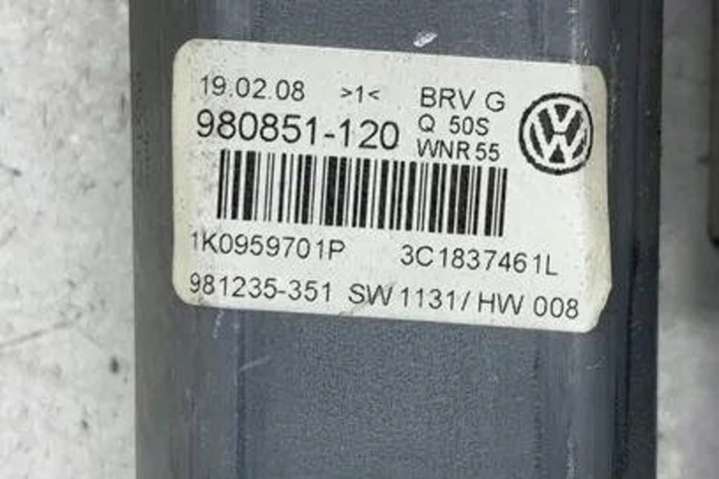 19.02.08 >1< BRV G
980851-120 Q 50S
WNR 55
1K0959701P 3C1837461L
981235-351 SW 1131/ HW 008